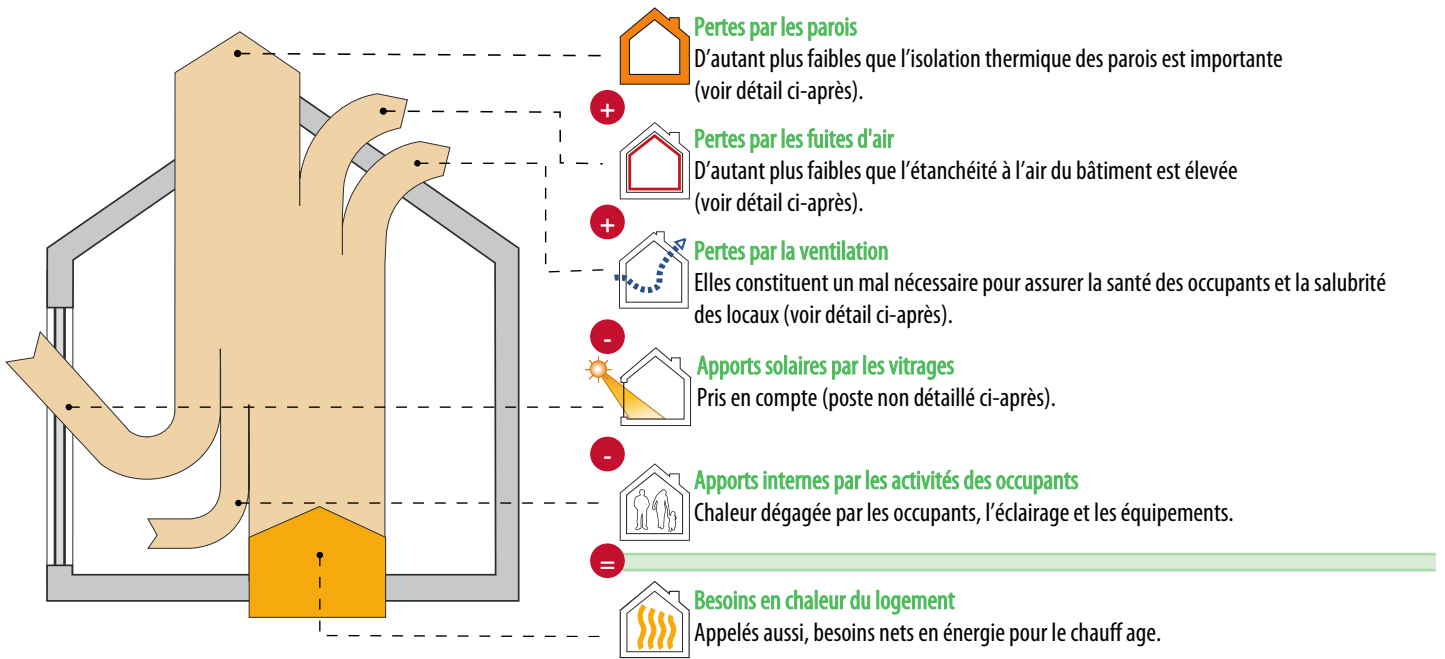 Pertes par les parois
D'autant plus faibles que l'isolation thermique des parois est importante
(voir détail ci-après).
+
Pertes par les fuites d'air
D'autant plus faibles que l'étanchéité à l'air du bâtiment est élevée
(voir détail ci-après).
+
Pertes par la ventilation
Elles constituent un mal nécessaire pour assurer la santé des occupants et la salubrité
des locaux (voir détail ci-après).
-
Apports solaires par les vitrages
Pris en compte (poste non détaillé ci-après).
-
Apports internes par les activités des occupants
Chaleur dégagée par les occupants, l'éclairage et les équipements.
=
Besoins en chaleur du logement
Appelés aussi, besoins nets en énergie pour le chauff age.